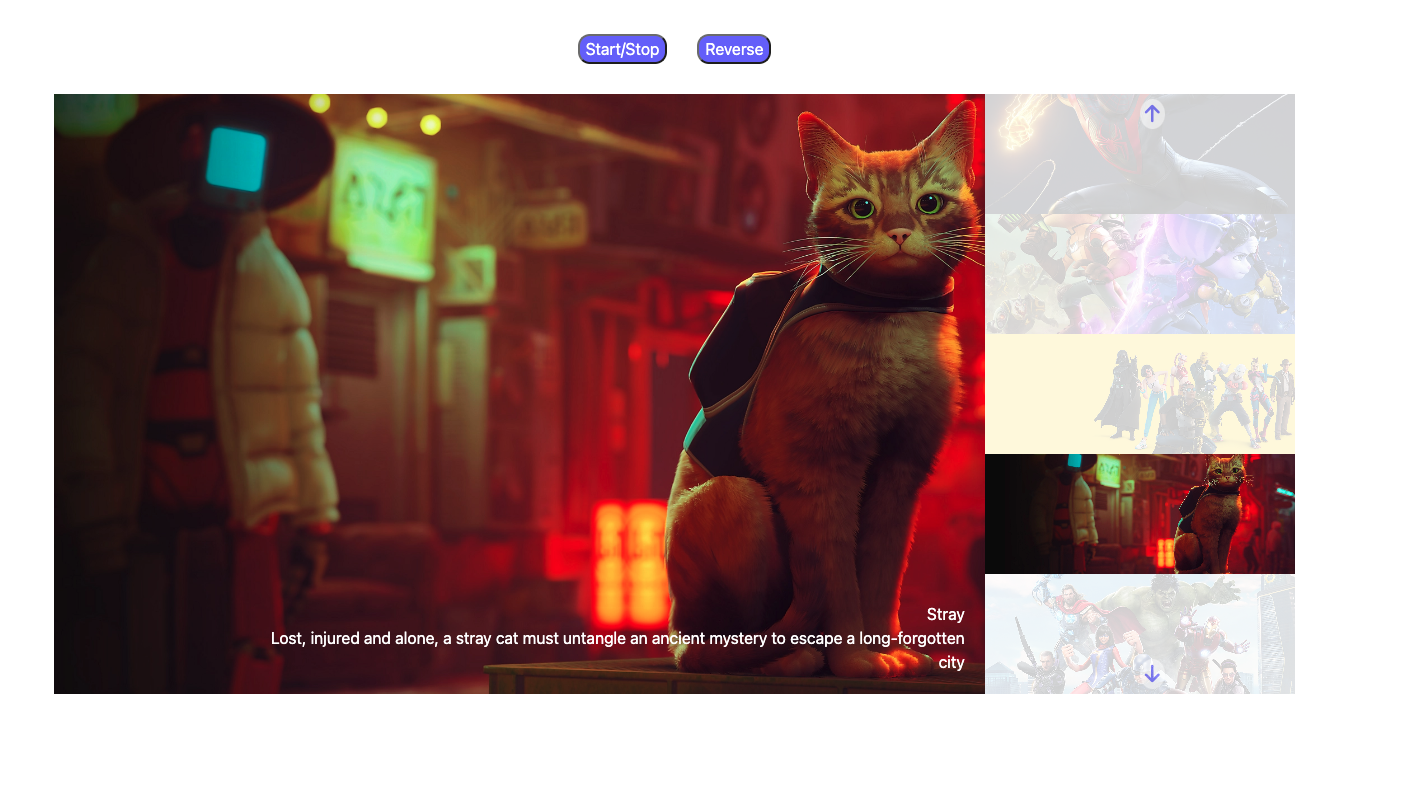 Start/Stop
Reverse
Stray
Lost, injured and alone, a stray cat must untangle an ancient mystery to escape a long-forgotten
city